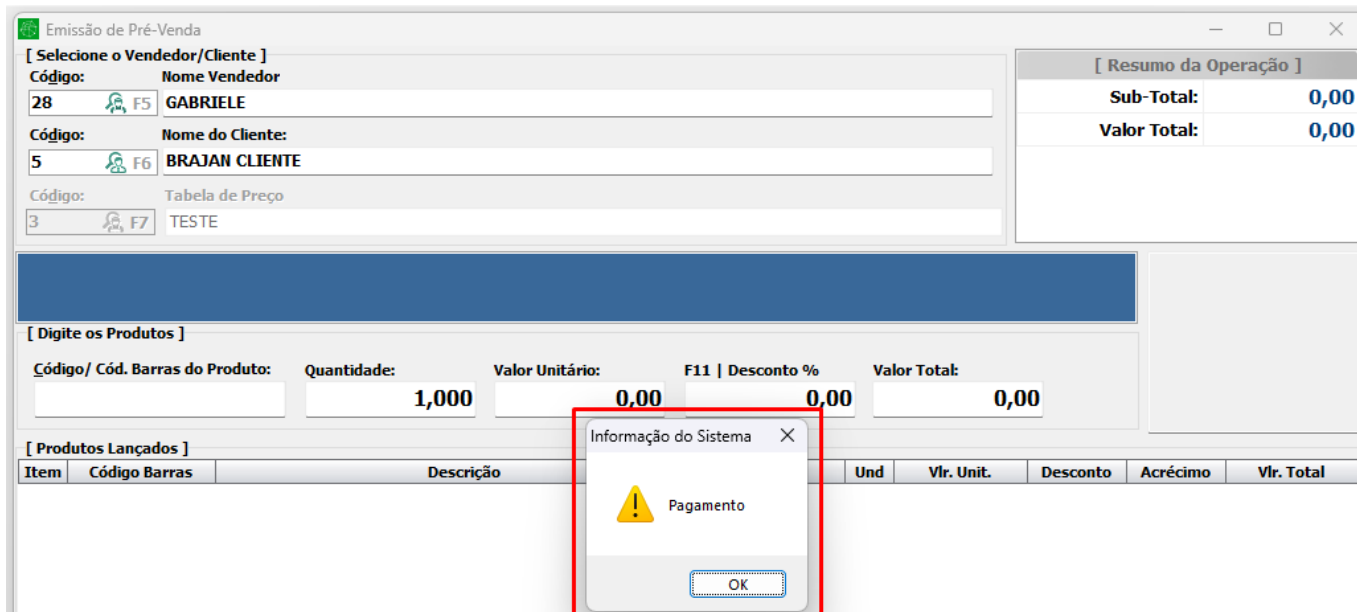 Emissão de Pré-Venda
[ Selecione o Vendedor/Cliente ]
Código: Nome Vendedor
28 F5 GABRIELE
Código: Nome do Cliente:
5 F6 BRAJAN CLIENTE
Código: Tabela de Preço
3 F7 TESTE
[ Resumo da Operação ]
Sub-Total: 0,00
Valor Total: 0,00
[ Digite os Produtos ]
Código/ Cód. Barras do Produto: Quantidade: Valor Unitário: F11 | Desconto % Valor Total:
1,000 0,00 0,00 0,00
[ Produtos Lançados ]
Item Código Barras Descrição Und Vlr. Unit. Desconto Acrécimo Vlr. Total
Informação do Sistema
Pagamento
OK